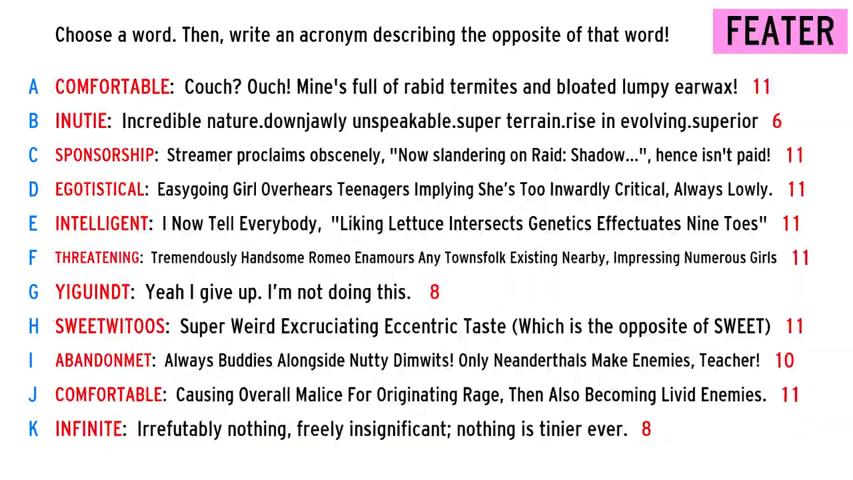 Choose a word. Then, write an acronym describing the opposite of that word!
FEATER
A COMFORTABLE: Couch? Ouch! Mine's full of rabid termites and bloated lumpy earwax! 11
B INUTIE: Incredible nature.downjawly unspeakable.super terrain.rise in evolving.superior 6
C SPONSORSHIP: Streamer proclaims obscenely, "Now slandering on Raid: Shadow...", hence isn't paid! 11
D EGOTISTICAL: Easygoing Girl Overhears Teenagers Implying She's Too Inwardly Critical, Always Lowly. 11
E INTELLIGENT: I Now Tell Everybody, "Liking Lettuce Intersects Genetics Effectuates Nine Toes" 11
F THREATENING: Tremendously Handsome Romeo Enamours Any Townsfolk Existing Nearby, Impressing Numerous Girls 11
G YIGUINDT: Yeah I give up. I'm not doing this. 8
H SWEETWITOOS: Super Weird Excruciating Eccentric Taste (Which is the opposite of SWEET) 11
I ABANDONMET: Always Buddies Alongside Nutty Dimwits! Only Neanderthals Make Enemies, Teacher! 10
J COMFORTABLE: Causing Overall Malice For Originating Rage, Then Also Becoming Livid Enemies. 11
K INFINITE: Irrefutably nothing, freely insignificant; nothing is tinier ever. 8